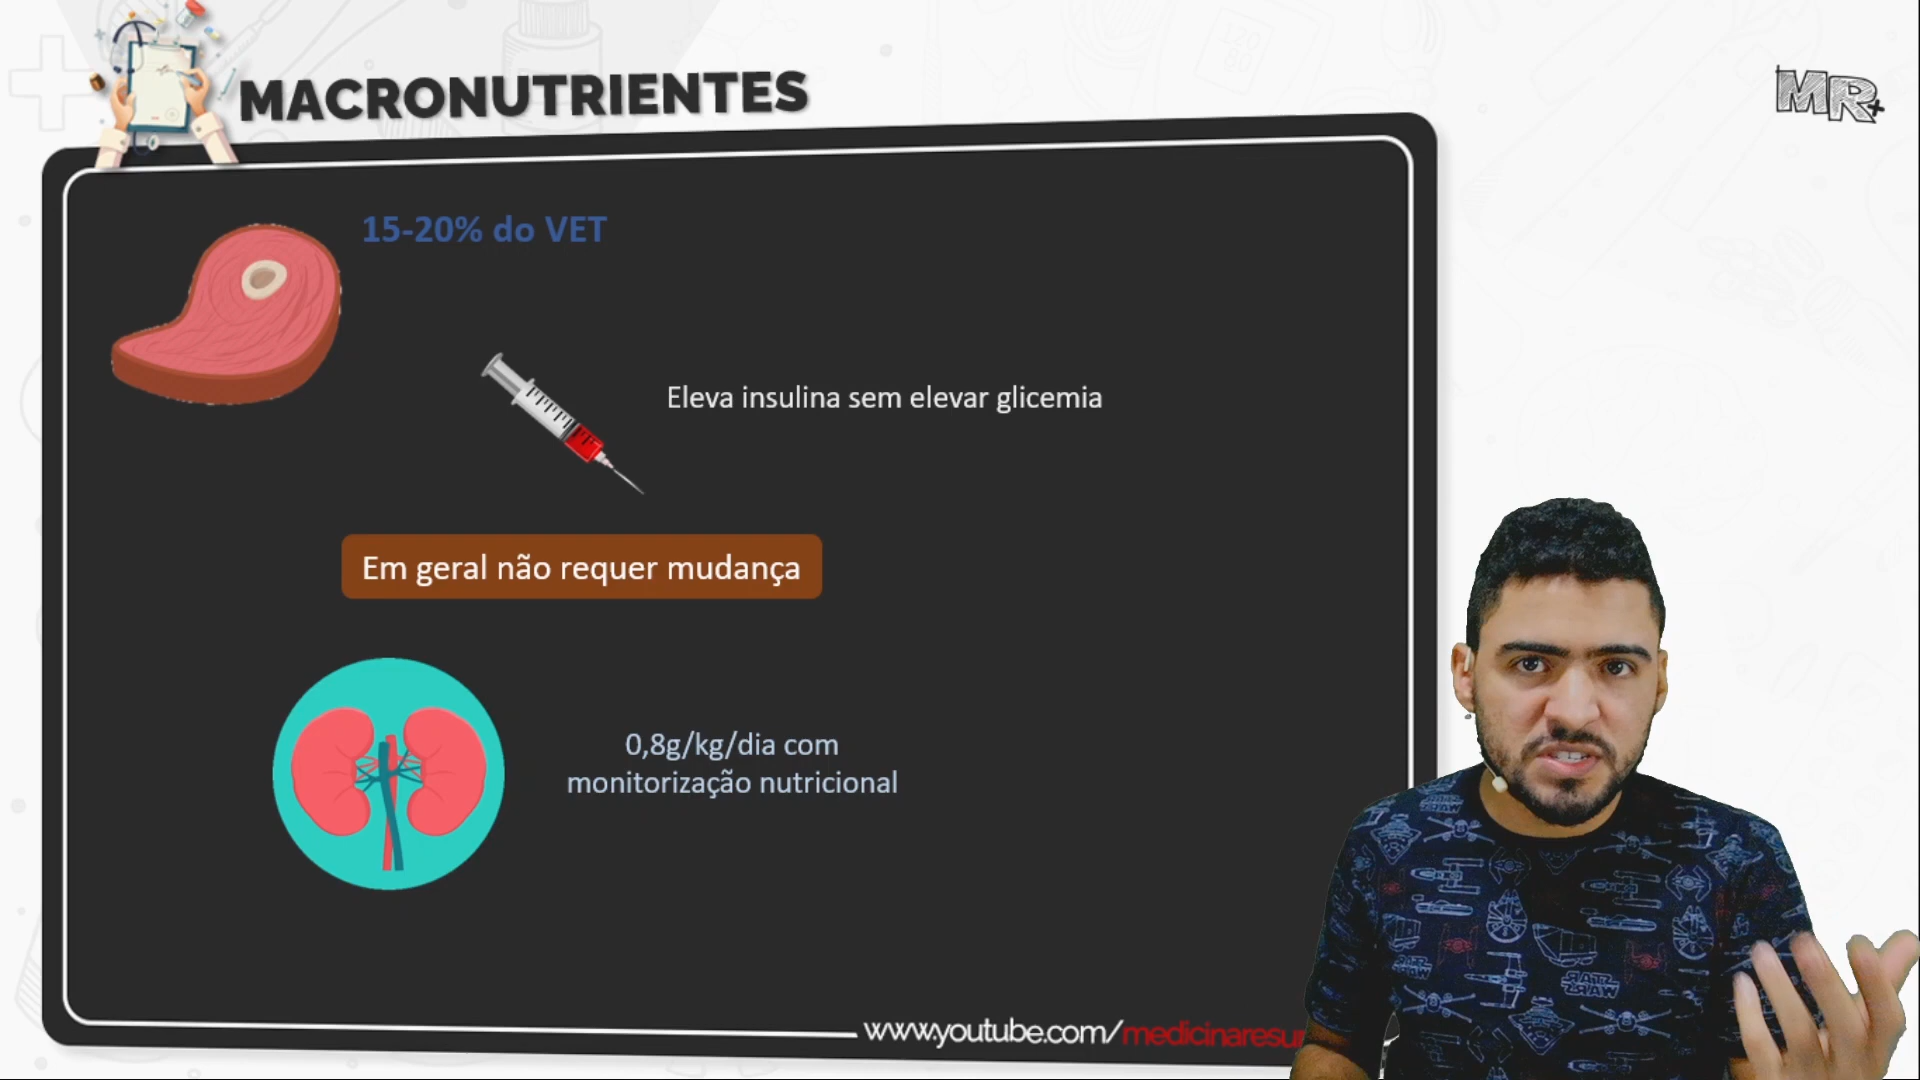 MACRONUTRIENTES
MR+
15-20% do VET
Eleva insulina sem elevar glicemia
Em geral não requer mudança
0,8g/kg/dia com
monitorização nutricional
www.youtube.com/medicinaresu